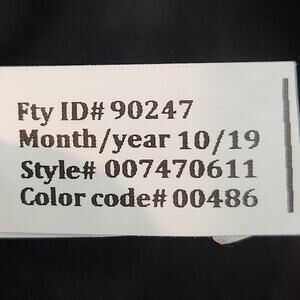 Fty ID# 90247
Month/year 10/19
Style# 007470611
Color code# 00486